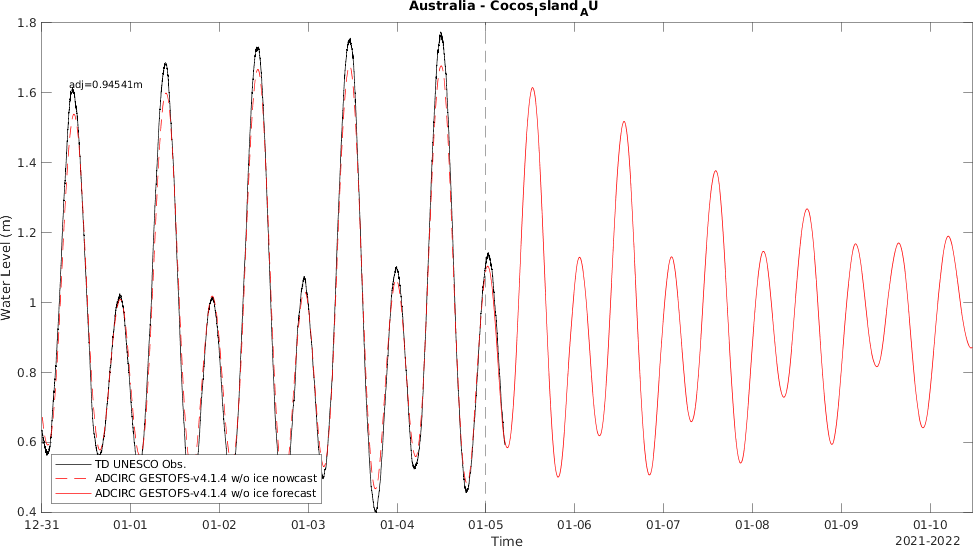 Australia - Cocos_Island_AU
1.8
adj=0.94541m
1.6
1.4
1.2
Water Level (m)
1
0.8
0.6
TD UNESCO Obs.
ADCIRC GESTOFS-v4.1.4 w/o ice nowcast
ADCIRC GESTOFS-v4.1.4 w/o ice forecast
0.4
12-31 01-01 01-02 01-03 01-04 01-05 01-06 01-07 01-08 01-09 01-10
Time
2021-2022